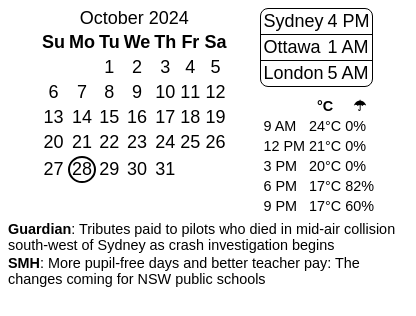 October 2024
Su Mo Tu We Th Fr Sa
1 2 3 4 5
6 7 8 9 10 11 12
13 14 15 16 17 18 19
20 21 22 23 24 25 26
27 28 29 30 31
Sydney 4 PM
Ottawa 1 AM
London 5 AM
°C ☂
9 AM 24°C 0%
12 PM 21°C 0%
3 PM 20°C 0%
6 PM 17°C 82%
9 PM 17°C 60%
Guardian: Tributes paid to pilots who died in mid-air collision
south-west of Sydney as crash investigation begins
SMH: More pupil-free days and better teacher pay: The
changes coming for NSW public schools